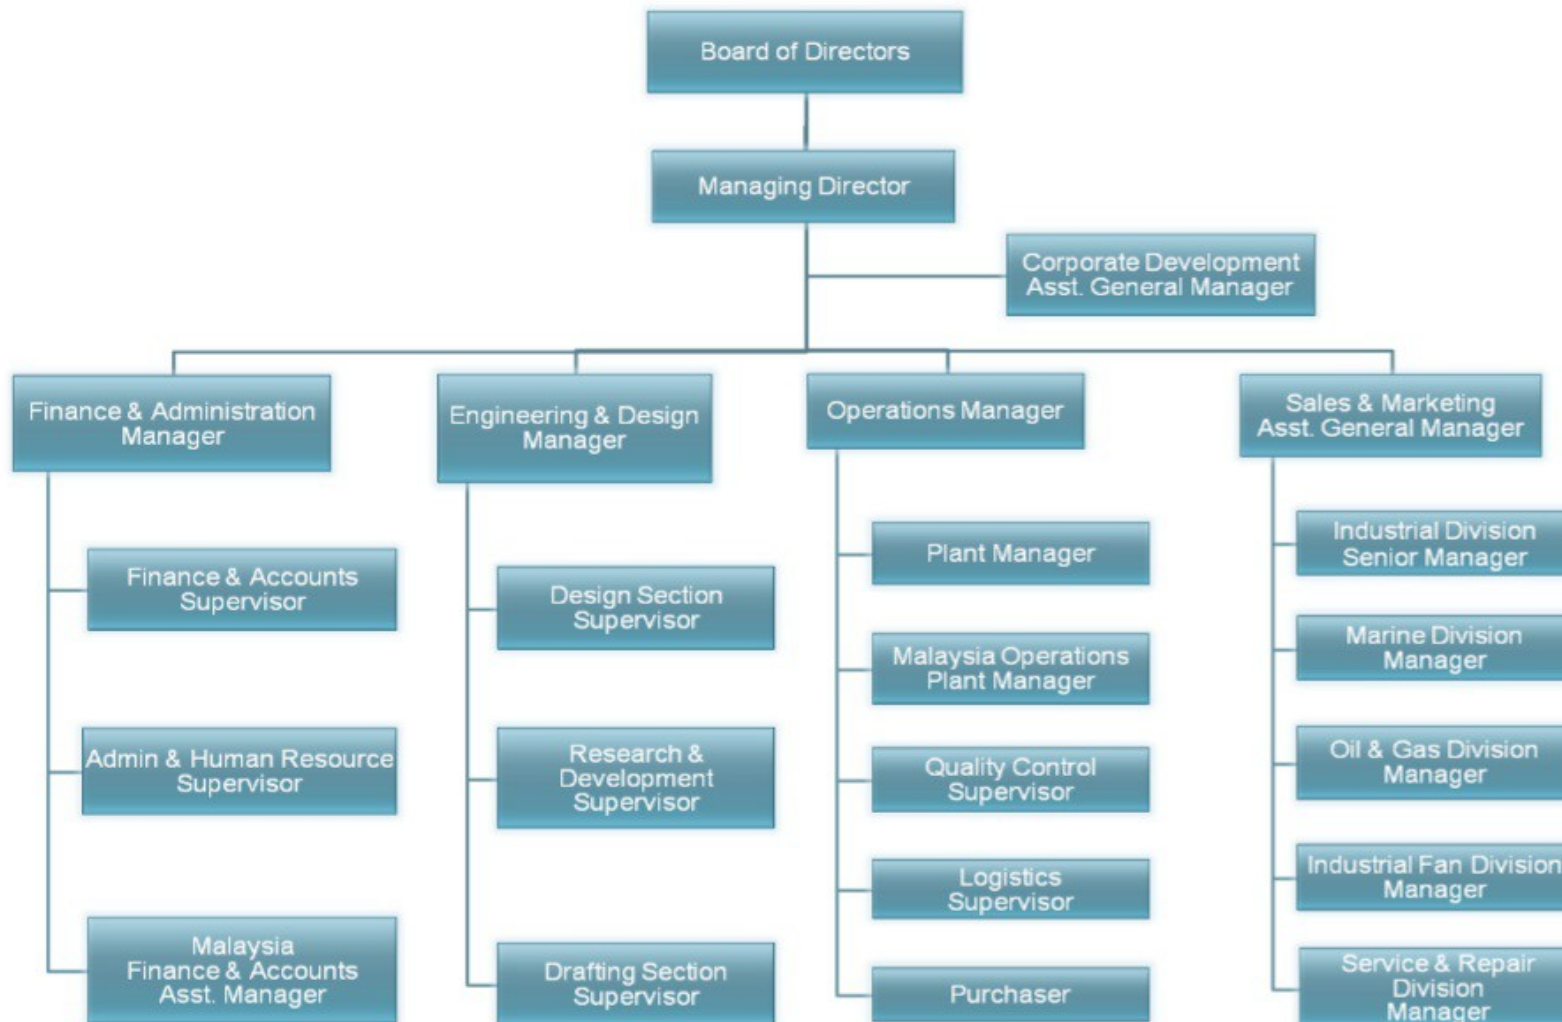 Board of Directors
Managing Director
Corporate Development
Asst. General Manager
Finance & Administration
Manager
Engineering & Design
Manager
Operations Manager
Sales & Marketing
Asst. General Manager
Finance & Accounts
Supervisor
Admin & Human Resource
Supervisor
Malaysia
Finance & Accounts
Asst. Manager
Design Section
Supervisor
Research &
Development
Supervisor
Drafting Section
Supervisor
Plant Manager
Malaysia Operations
Plant Manager
Quality Control
Supervisor
Logistics
Supervisor
Purchaser
Industrial Division
Senior Manager
Marine Division
Manager
Oil & Gas Division
Manager
Industrial Fan Division
Manager
Service & Repair
Division
Manager